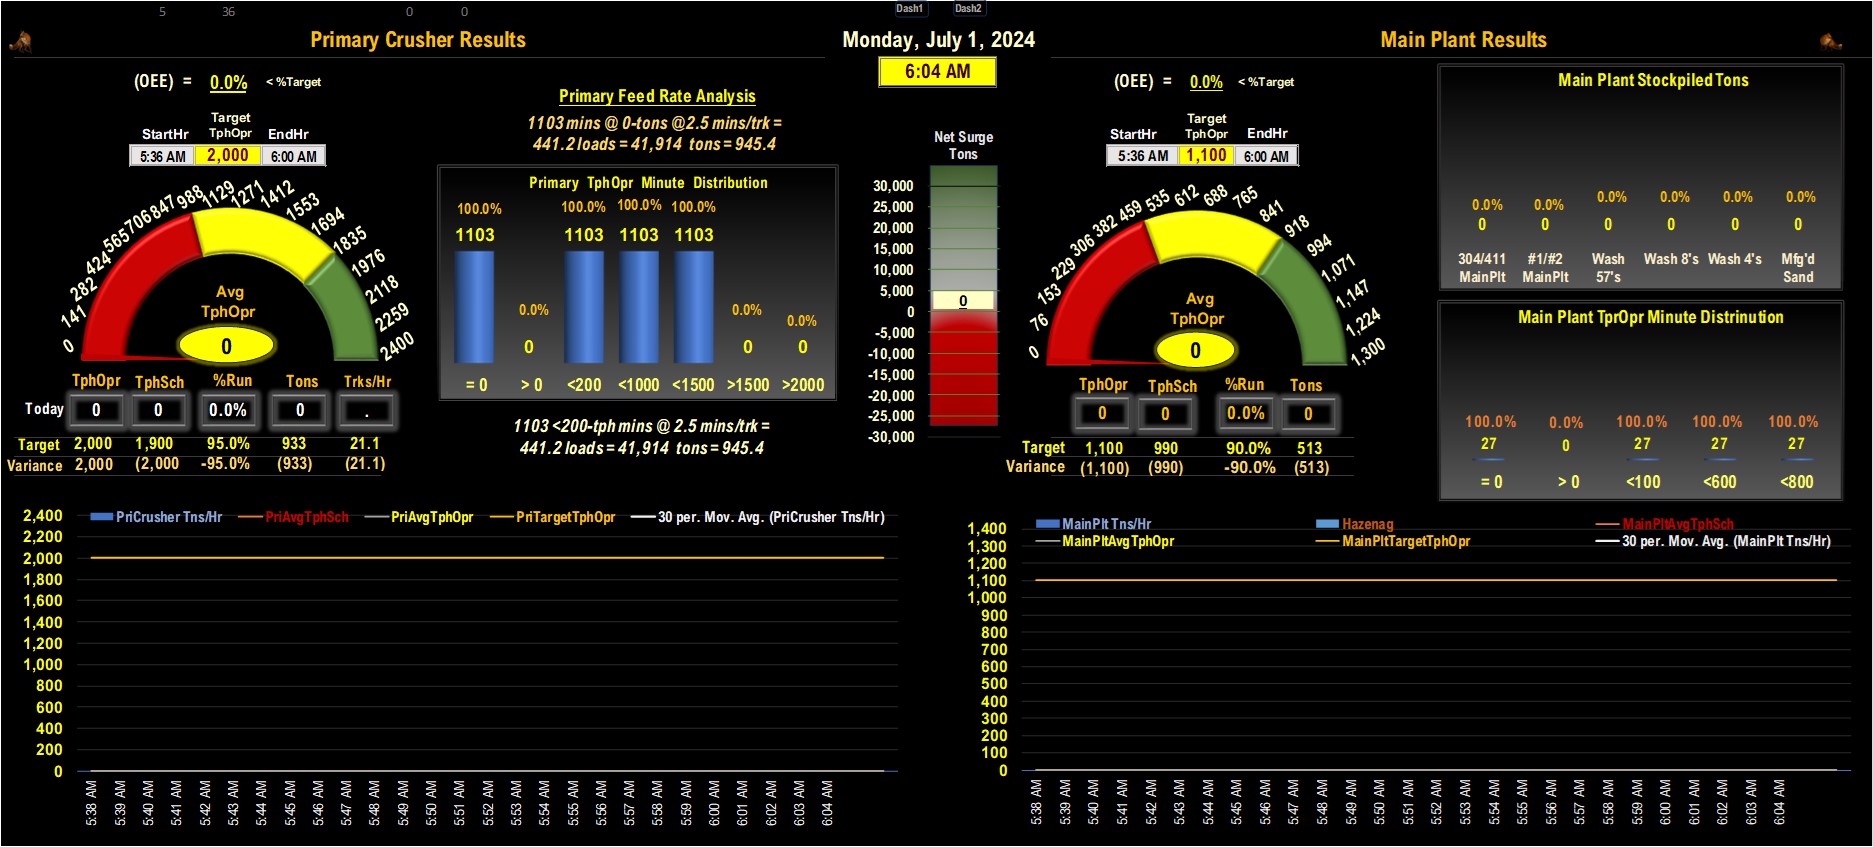 5 36 0 0
Dash1 Dash2
Primary Crusher Results
Monday, July 1, 2024
Main Plant Results
6:04 AM
(OEE) = 0.0% < %Target
Target
StartHr TphOpr EndHr
5:36 AM 2,000 6:00 AM
0 141 282 424 565 706 847 988 1129 1271 1412 1553 1694 1835 1976 2118 2259 2400
Avg
TphOpr
0
TphOpr TphSch %Run Tons Trks/Hr
Today 0 0 0.0% 0 .
Target 2,000 1,900 95.0% 933 21.1
Variance 2,000 (2,000 -95.0% (933) (21.1)
Primary Feed Rate Analysis
1103 mins @ 0-tons @2.5 mins/trk =
441.2 loads = 41,914 tons = 945.4
Primary TphOpr Minute Distribution
100.0% 100.0% 100.0% 100.0%
1103 1103 1103 1103
0.0% 0.0% 0.0%
0 0 0
= 0 > 0 <200 <1000 <1500 >1500 >2000
1103 <200-tph mins @ 2.5 mins/trk =
441.2 loads = 41,914 tons = 945.4
Net Surge
Tons
30,000
25,000
20,000
15,000
10,000
5,000
0
0
-5,000
-10,000
-15,000
-20,000
-25,000
-30,000
(OEE) = 0.0% < %Target
Target
StartHr TphOpr EndHr
5:36 AM 1,100 6:00 AM
0 76 153 229 306 382 459 535 612 688 765 841 918 994 1,071 1,147 1,224 1,300
Avg
TphOpr
0
TphOpr TphSch %Run Tons
0 0 0.0% 0
Target 1,100 990 90.0% 513
Variance (1,100) (990) -90.0% (513)
Main Plant Stockpiled Tons
0.0% 0.0% 0.0% 0.0% 0.0% 0.0%
0 0 0 0 0 0
304/411 #1/#2 Wash Wash 8's Wash 4's Mfg'd
MainPlt MainPlt 57's Sand
Main Plant TprOpr Minute Distrinution
100.0% 0.0% 100.0% 100.0% 100.0%
27 0 27 27 27
= 0 > 0 <100 <600 <800
PriCrusher Tns/Hr PriAvgTphSch PriAvgTphOpr PriTargetTphOpr 30 per. Mov. Avg. (PriCrusher Tns/Hr)
2,400
2,200
2,000
1,800
1,600
1,400
1,200
1,000
800
600
400
200
0
5:38 AM 5:39 AM 5:40 AM 5:41 AM 5:42 AM 5:43 AM 5:44 AM 5:45 AM 5:46 AM 5:47 AM 5:48 AM 5:49 AM 5:50 AM 5:51 AM 5:52 AM 5:53 AM 5:54 AM 5:55 AM 5:56 AM 5:57 AM 5:58 AM 5:59 AM 6:00 AM 6:01 AM 6:02 AM 6:03 AM 6:04 AM
MainPlt Tns/Hr Hazenag MainPltAvgTphSch
MainPltAvgTphOpr MainPltTargetTphOpr 30 per. Mov. Avg. (MainPlt Tns/Hr)
1,400
1,300
1,200
1,100
1,000
900
800
700
600
500
400
300
200
100
0
5:38 AM 5:39 AM 5:40 AM 5:41 AM 5:42 AM 5:43 AM 5:44 AM 5:45 AM 5:46 AM 5:47 AM 5:48 AM 5:49 AM 5:50 AM 5:51 AM 5:52 AM 5:53 AM 5:54 AM 5:55 AM 5:56 AM 5:57 AM 5:58 AM 5:59 AM 6:00 AM 6:01 AM 6:02 AM 6:03 AM 6:04 AM